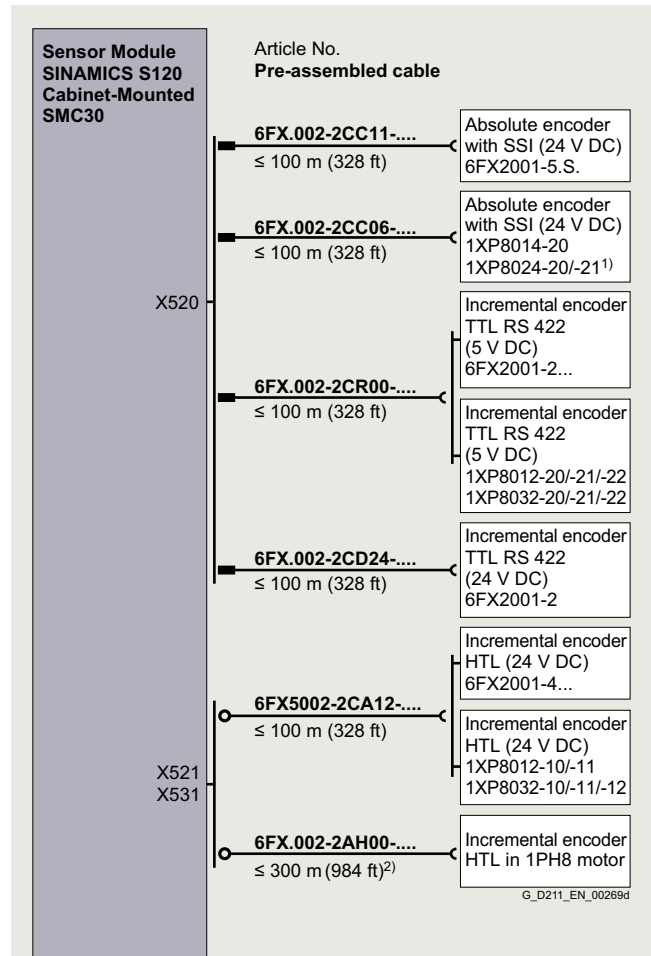 Sensor Module
SINAMICS S120
Cabinet-Mounted
SMC30
Article No.
Pre-assembled cable
6FX.002-2CC11-....
≤ 100 m (328 ft)
Absolute encoder
with SSI (24 V DC)
6FX2001-5.S.
6FX.002-2CC06-....
≤ 100 m (328 ft)
Absolute encoder
with SSI (24 V DC)
1XP8014-20
1XP8024-20/-21¹⁾
X520
Incremental encoder
TTL RS 422
(5 V DC)
6FX2001-2...
6FX.002-2CR00-....
≤ 100 m (328 ft)
Incremental encoder
TTL RS 422
(5 V DC)
1XP8012-20/-21/-22
1XP8032-20/-21/-22
6FX.002-2CD24-....
≤ 100 m (328 ft)
Incremental encoder
TTL RS 422
(24 V DC)
6FX2001-2
Incremental encoder
HTL (24 V DC)
6FX2001-4...
6FX5002-2CA12-....
≤ 100 m (328 ft)
Incremental encoder
HTL (24 V DC)
1XP8012-10/-11
1XP8032-10/-11/-12
X521
X531
6FX.002-2AH00-....
≤ 300 m (984 ft)²⁾
Incremental encoder
HTL in 1PH8 motor
G_D211_EN_00269d